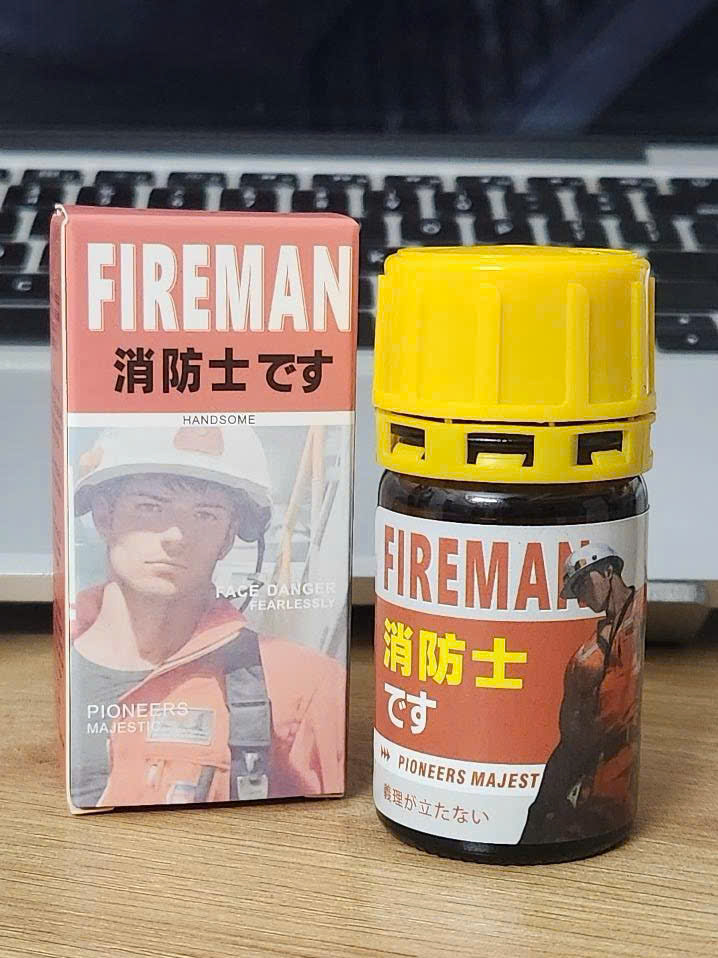 FIREMAN
消防士です
HANDSOME
FACE DANGER
FEARLESSLY
PIONEERS
MAJESTIC
FIREMAN
消防士
です
PIONEERS MAJEST
義理が立たない